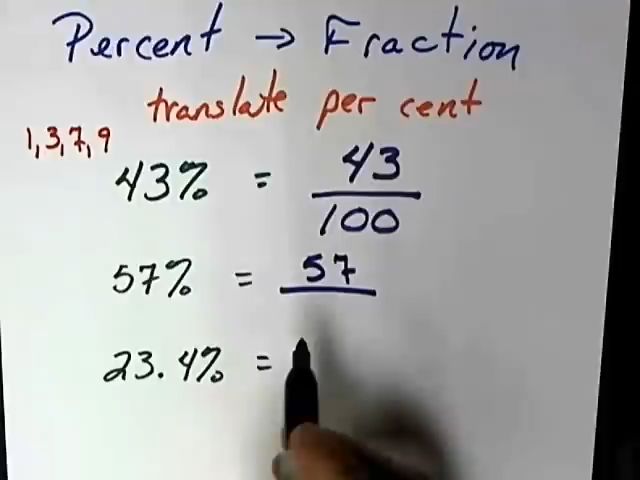 Percent → Fraction
translate per cent
1,3,7,9
43% = 43/100
57% = 57
23.4% =